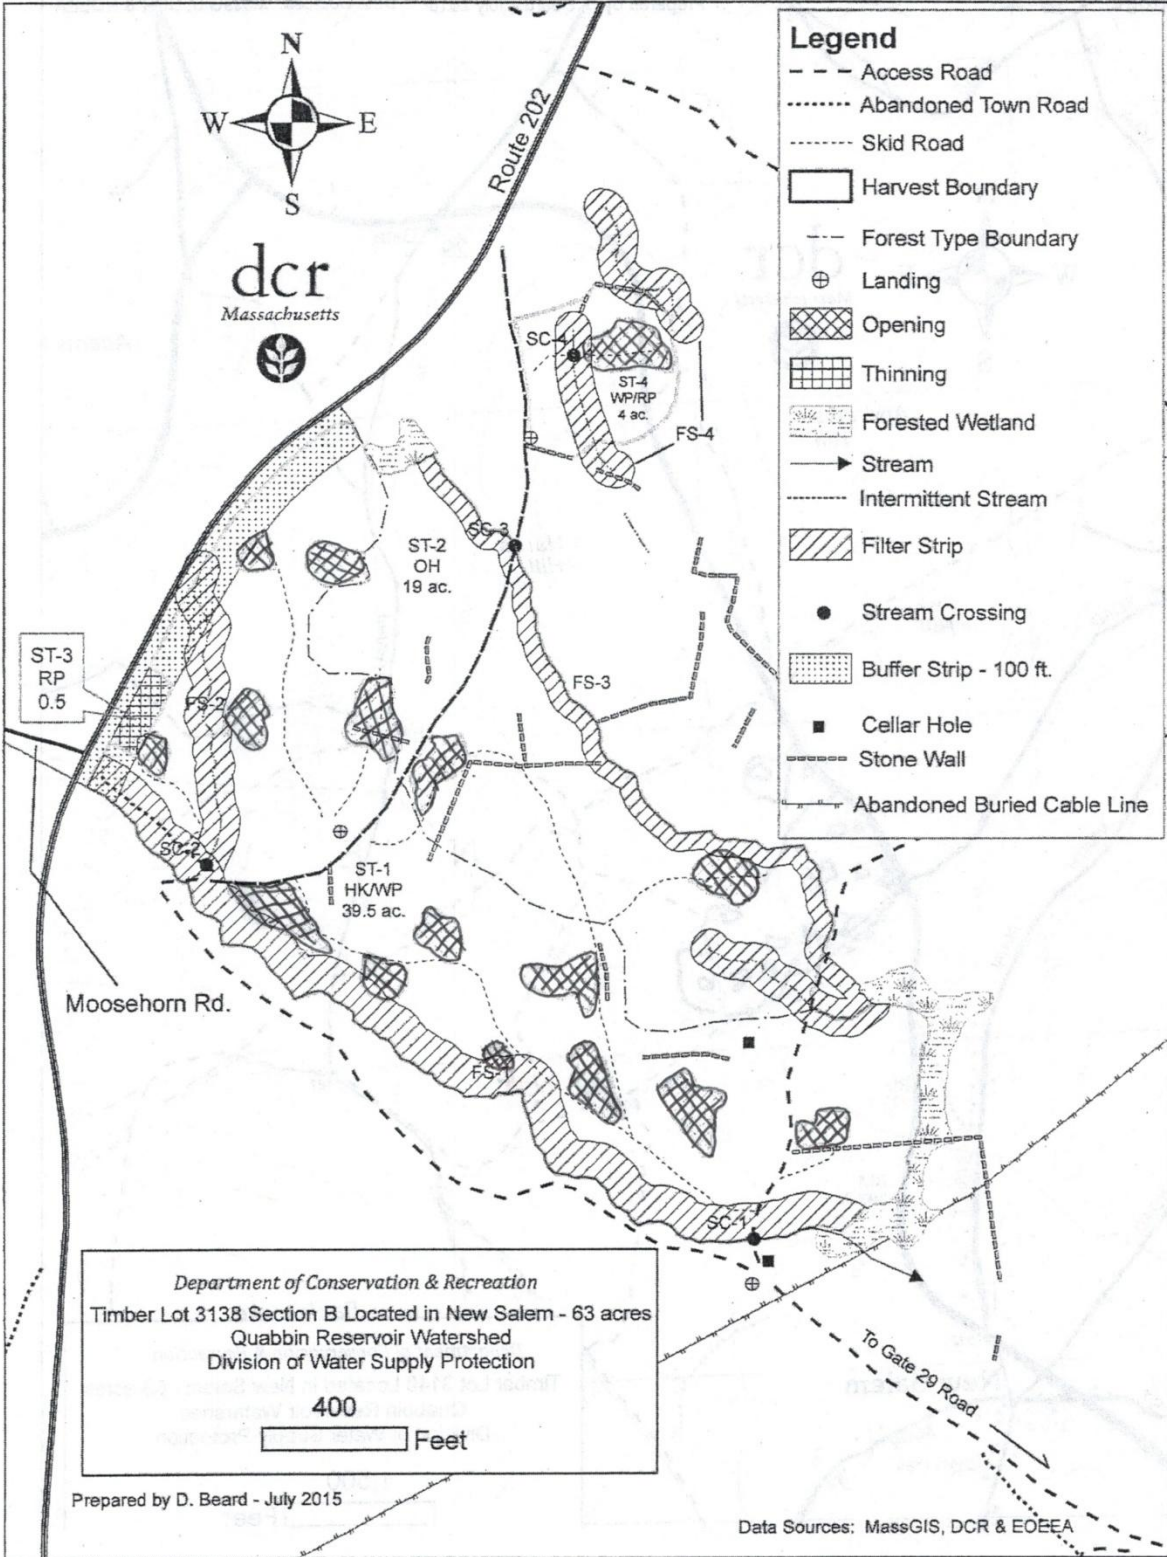 N
W
E
S
dcr
Massachusetts
Route 202
Legend
Access Road
Abandoned Town Road
Skid Road
Harvest Boundary
Forest Type Boundary
Landing
Opening
Thinning
Forested Wetland
Stream
Intermittent Stream
Filter Strip
Stream Crossing
Buffer Strip - 100 ft.
Cellar Hole
Stone Wall
Abandoned Buried Cable Line
SC-4
ST-4
WP/RP
4 ac.
FS-4
SC-3
ST-2
OH
19 ac.
ST-3
RP
0.5
FS-2
FS-3
SC-2
ST-1
HK/WP
39.5 ac.
Moosehorn Rd.
FS-1
SC-1
To Gate 29 Road
Department of Conservation & Recreation
Timber Lot 3138 Section B Located in New Salem - 63 acres
Quabbin Reservoir Watershed
Division of Water Supply Protection
400
Feet
Prepared by D. Beard - July 2015
Data Sources: MassGIS, DCR & EOEEA